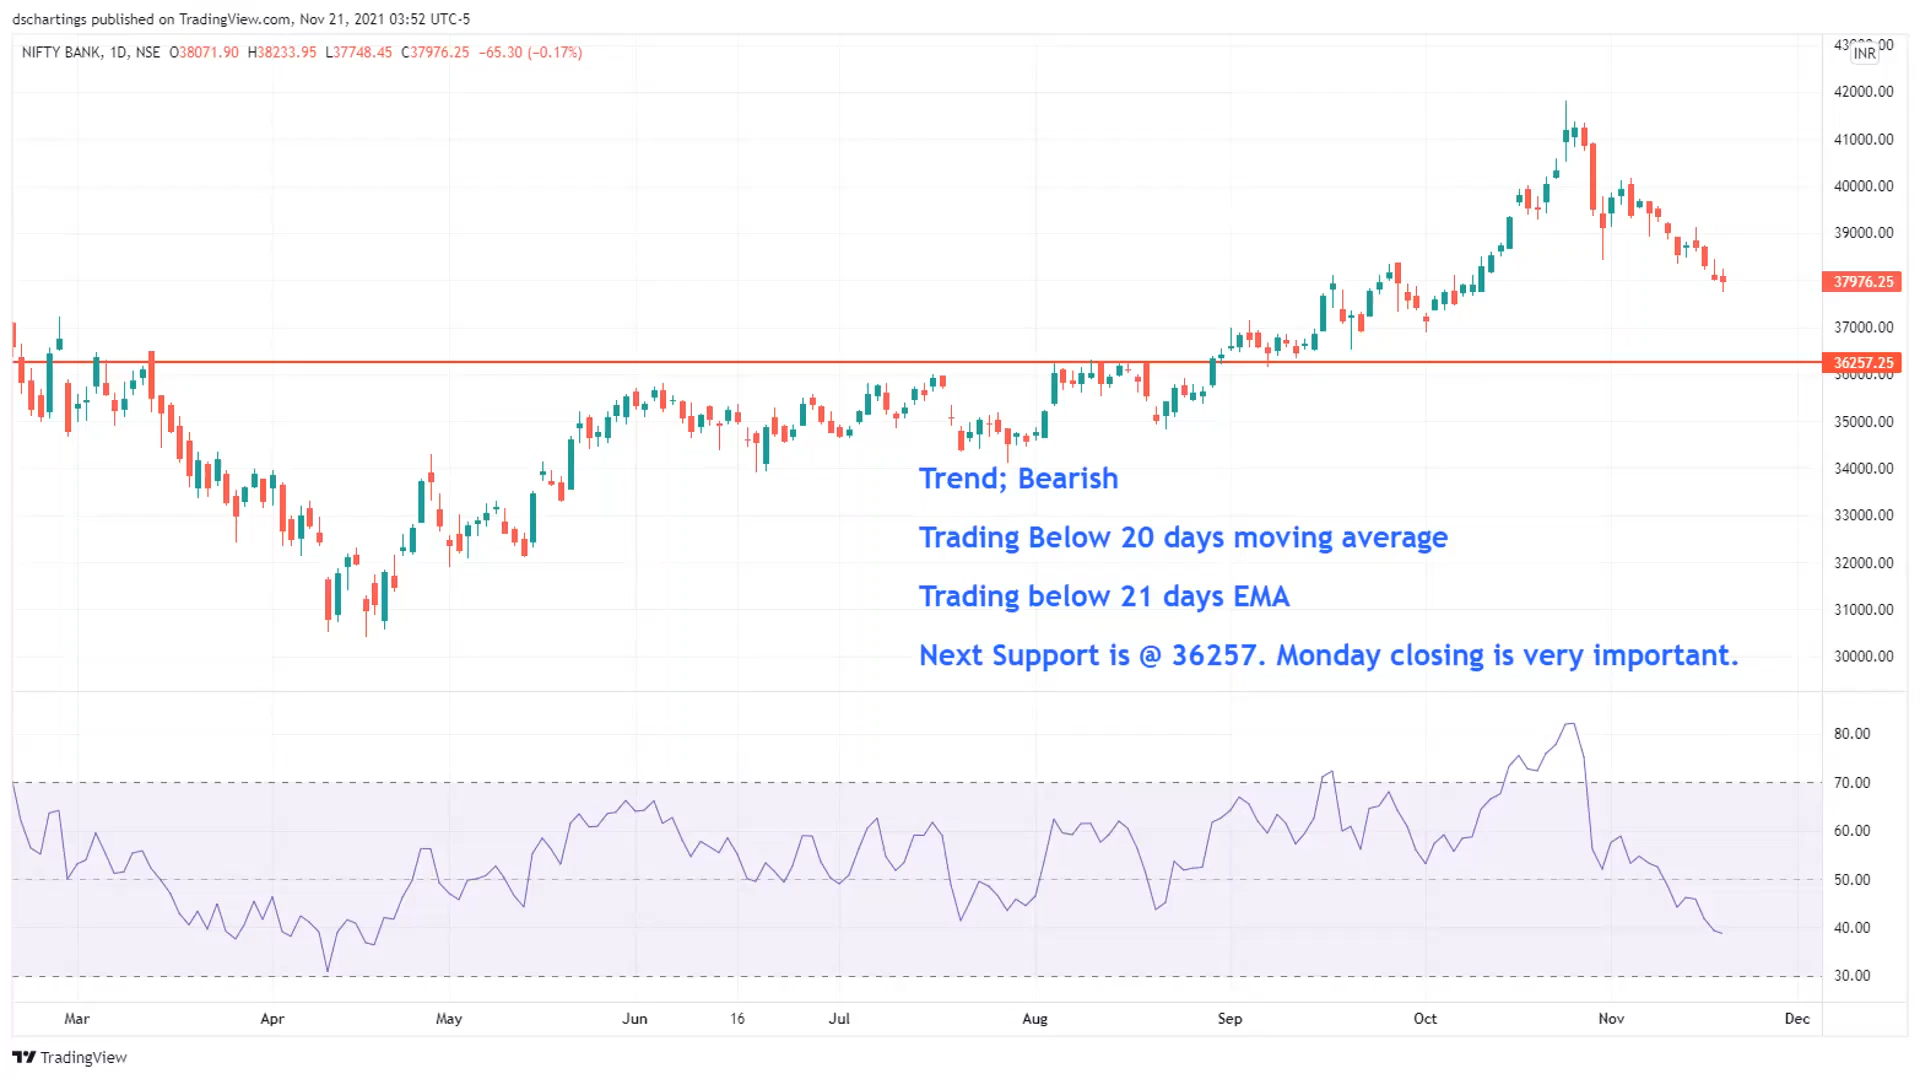 dschartings published on TradingView.com, Nov 21, 2021 03:52 UTC-5
NIFTY BANK, 1D, NSE O38071.90 H38233.95 L37748.45 C37976.25 −65.30 (−0.17%)
INR
42000.00
41000.00
40000.00
39000.00
37976.25
37000.00
36257.25
36000.00
35000.00
34000.00
33000.00
32000.00
31000.00
30000.00
Trend; Bearish
Trading Below 20 days moving average
Trading below 21 days EMA
Next Support is @ 36257. Monday closing is very important.
80.00
70.00
60.00
50.00
40.00
30.00
Mar Apr May Jun 16 Jul Aug Sep Oct Nov Dec
TradingView